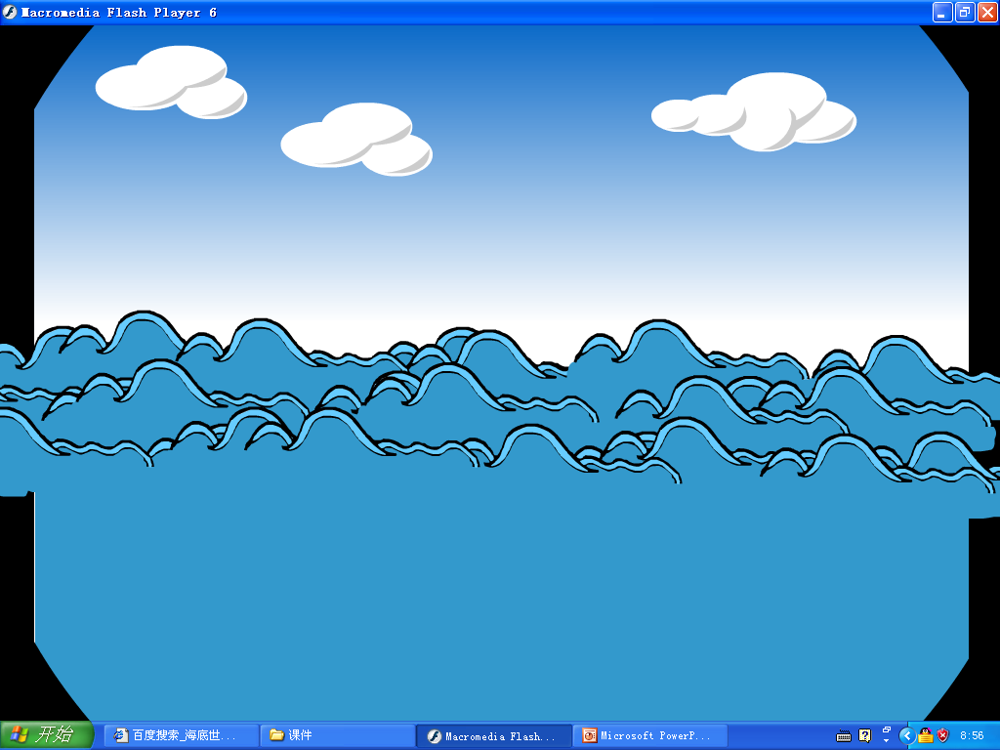 Macromedia Flash Player 6
开始
百度搜索_海底世...
课件
Macromedia Flash...
Microsoft PowerP...
8:56